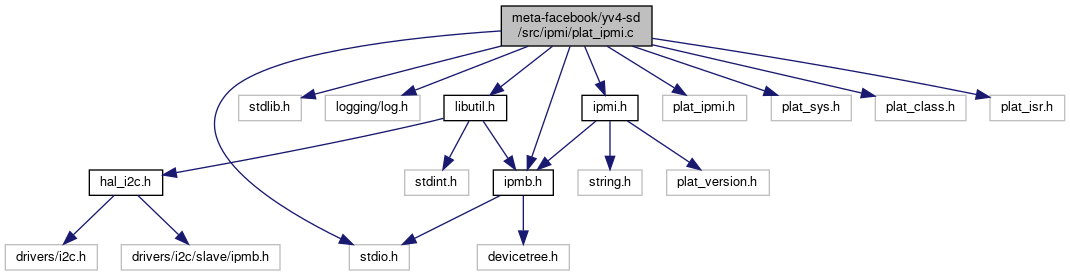 meta-facebook/yv4-sd
/src/ipmi/plat_ipmi.c
stdlib.h
logging/log.h
libutil.h
ipmi.h
plat_ipmi.h
plat_sys.h
plat_class.h
plat_isr.h
hal_i2c.h
stdint.h
ipmb.h
string.h
plat_version.h
drivers/i2c.h
drivers/i2c/slave/ipmb.h
stdio.h
devicetree.h